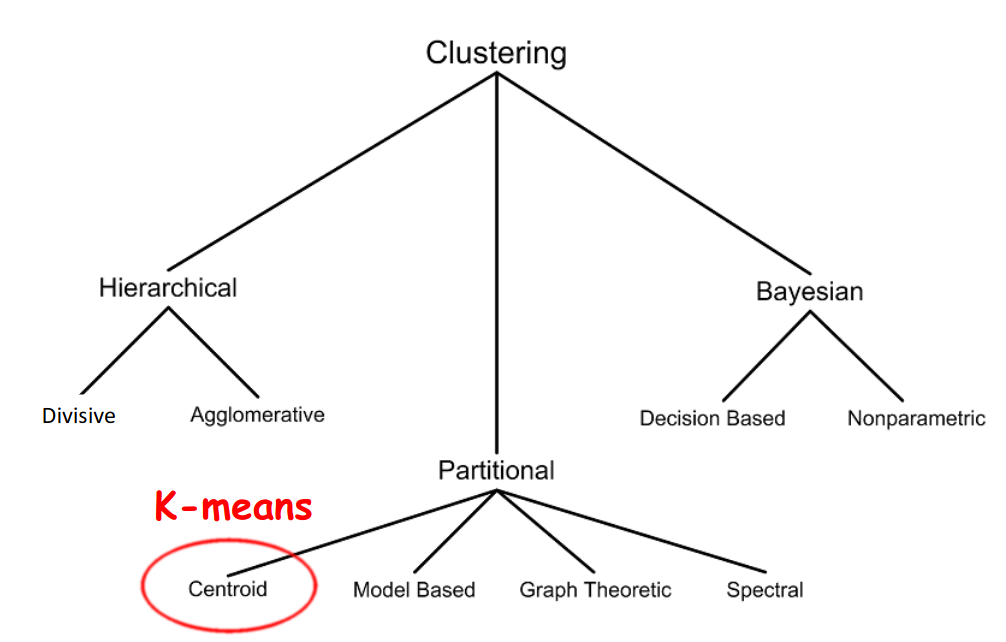 Clustering
Hierarchical
Bayesian
Divisive
Agglomerative
Decision Based
Nonparametric
Partitional
K-means
Centroid
Model Based
Graph Theoretic
Spectral